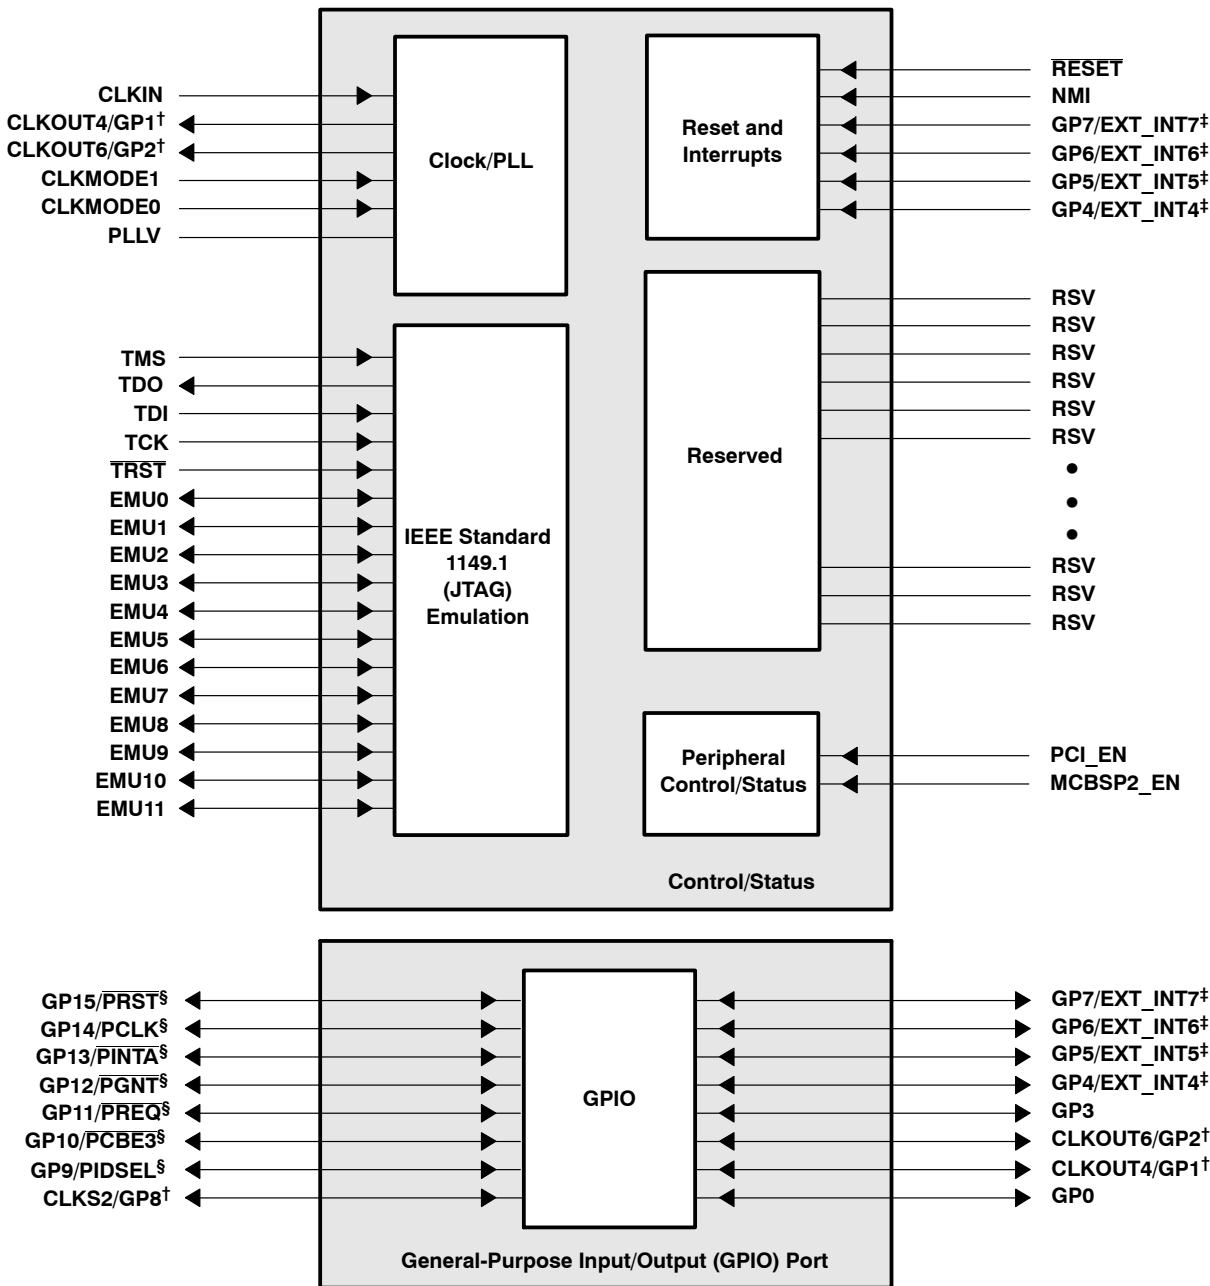 CLKIN
CLKOUT4/GP1†
CLKOUT6/GP2†
CLKMODE1
CLKMODE0
PLLV
Clock/PLL
Reset and
Interrupts
RESET
NMI
GP7/EXT_INT7‡
GP6/EXT_INT6‡
GP5/EXT_INT5‡
GP4/EXT_INT4‡
TMS
TDO
TDI
TCK
TRST
EMU0
EMU1
EMU2
EMU3
EMU4
EMU5
EMU6
EMU7
EMU8
EMU9
EMU10
EMU11
IEEE Standard
1149.1
(JTAG)
Emulation
Reserved
RSV
RSV
RSV
RSV
RSV
RSV
•
•
•
RSV
RSV
RSV
Peripheral
Control/Status
PCI_EN
MCBSP2_EN
Control/Status
GP15/PRST§
GP14/PCLK§
GP13/PINTA§
GP12/PGNT§
GP11/PREQ§
GP10/PCBE3§
GP9/PIDSEL§
CLKS2/GP8†
GPIO
GP7/EXT_INT7‡
GP6/EXT_INT6‡
GP5/EXT_INT5‡
GP4/EXT_INT4‡
GP3
CLKOUT6/GP2†
CLKOUT4/GP1†
GP0
General-Purpose Input/Output (GPIO) Port